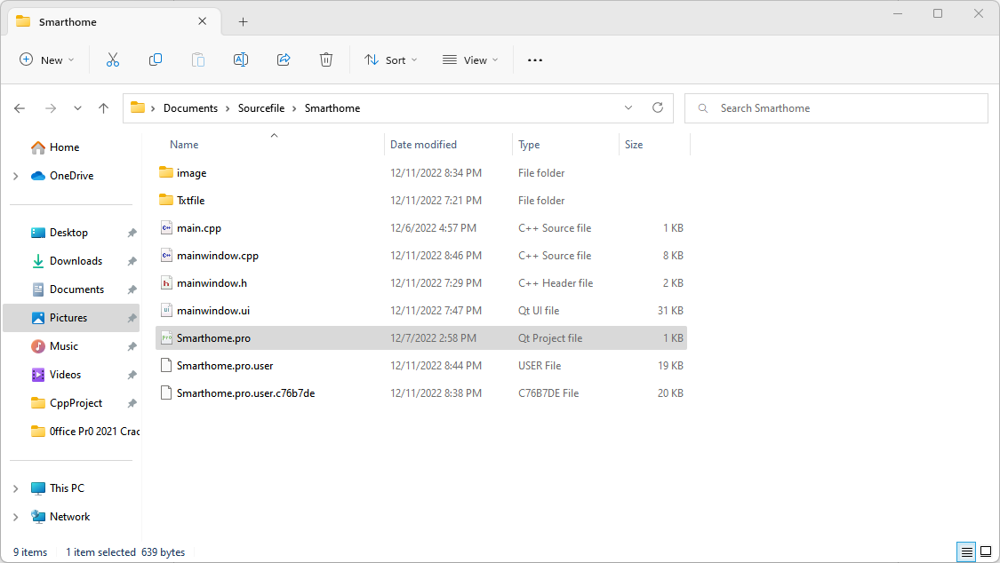 Smarthome
New
Sort
View
Documents > Sourcefile > Smarthome
Search Smarthome
Home
OneDrive
Desktop
Downloads
Documents
Pictures
Music
Videos
CppProject
0ffice Pr0 2021 Crac
This PC
Network
Name Date modified Type Size
image 12/11/2022 8:34 PM File folder
Txtfile 12/11/2022 7:21 PM File folder
main.cpp 12/6/2022 4:57 PM C++ Source file 1 KB
mainwindow.cpp 12/11/2022 8:46 PM C++ Source file 8 KB
mainwindow.h 12/11/2022 7:29 PM C++ Header file 2 KB
mainwindow.ui 12/11/2022 7:47 PM Qt UI file 31 KB
Smarthome.pro 12/7/2022 2:58 PM Qt Project file 1 KB
Smarthome.pro.user 12/11/2022 8:44 PM USER File 19 KB
Smarthome.pro.user.c76b7de 12/11/2022 8:38 PM C76B7DE File 20 KB
9 items 1 item selected 639 bytes